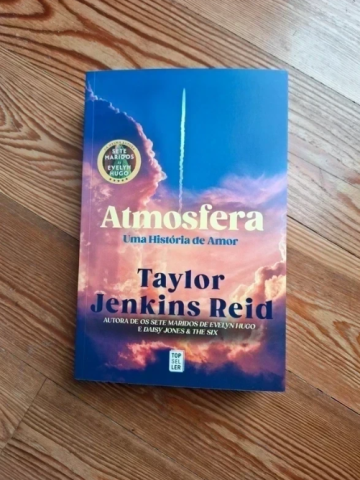 SETE
MARIDOS
EVELYN
HUGO
Atmosfera
Uma História de Amor
Taylor
Jenkins Reid
AUTORA DE OS SETE MARIDOS DE EVELYN HUGO
E DAISY JONES & THE SIX
TOP
SEL
LER